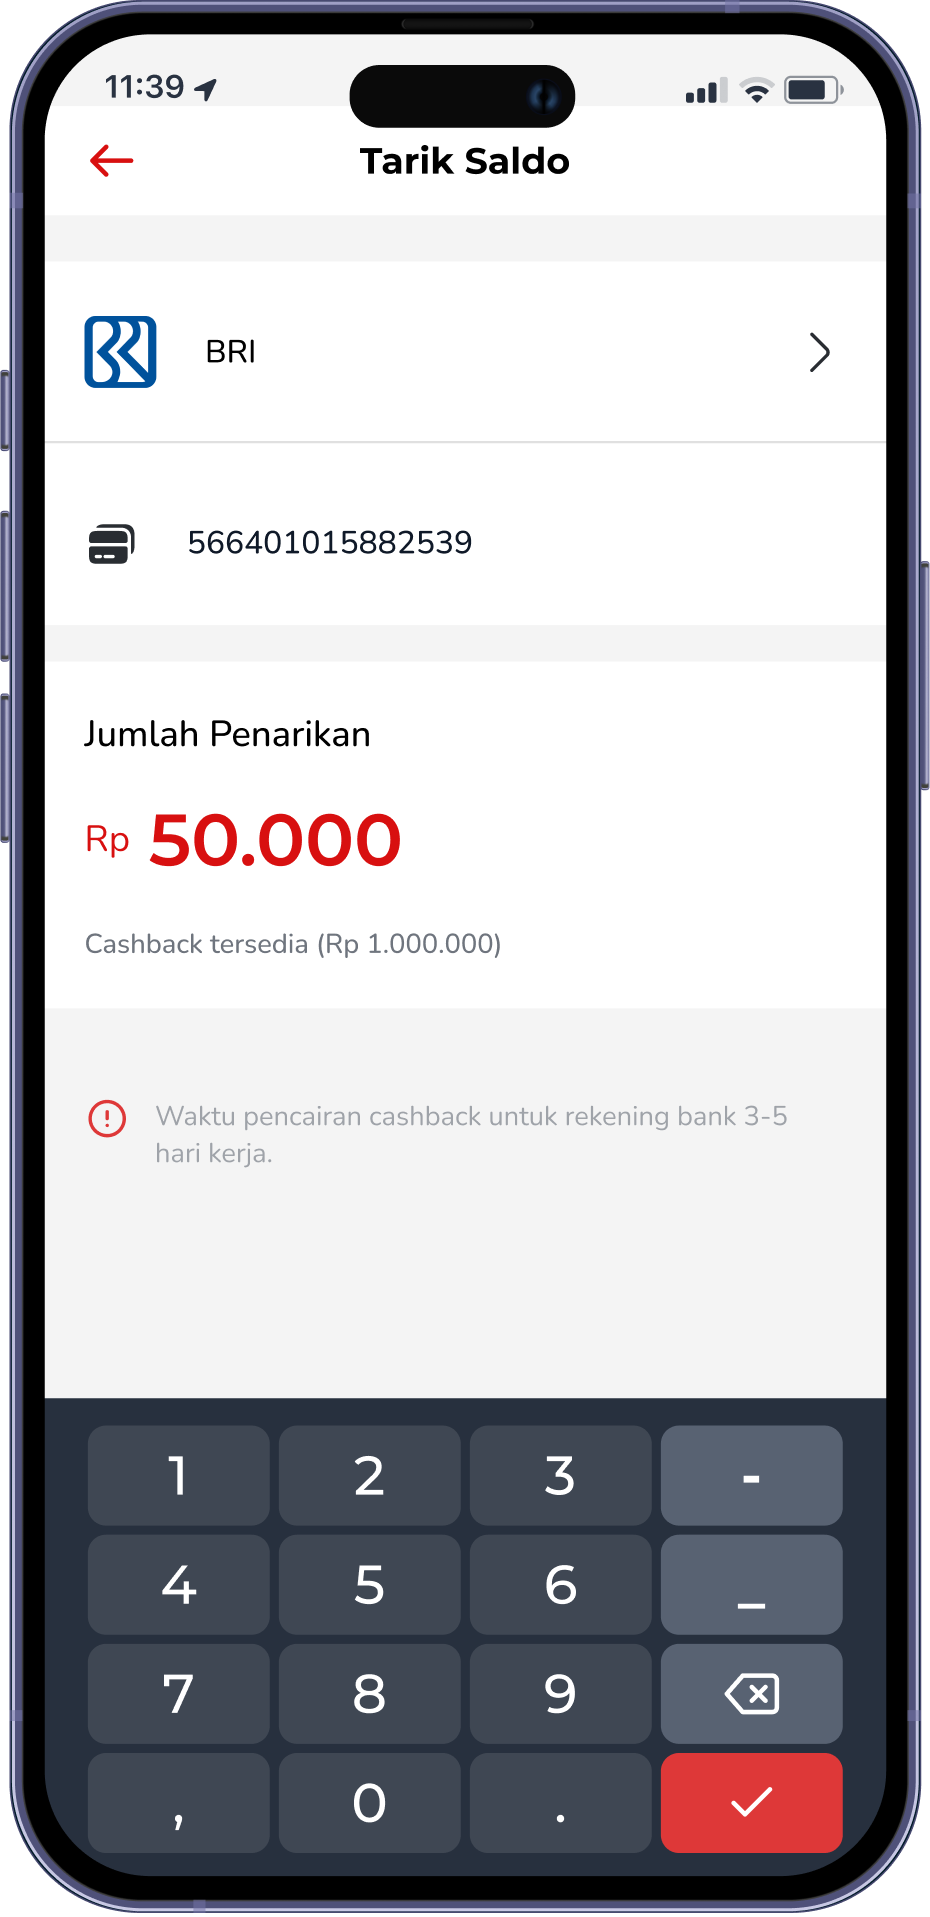 11:39
Tarik Saldo
BRI
566401015882539
Jumlah Penarikan
Rp 50.000
Cashback tersedia (Rp 1.000.000)
Waktu pencairan cashback untuk rekening bank 3-5
hari kerja.
1 2 3 -
4 5 6 _
7 8 9
, 0 .